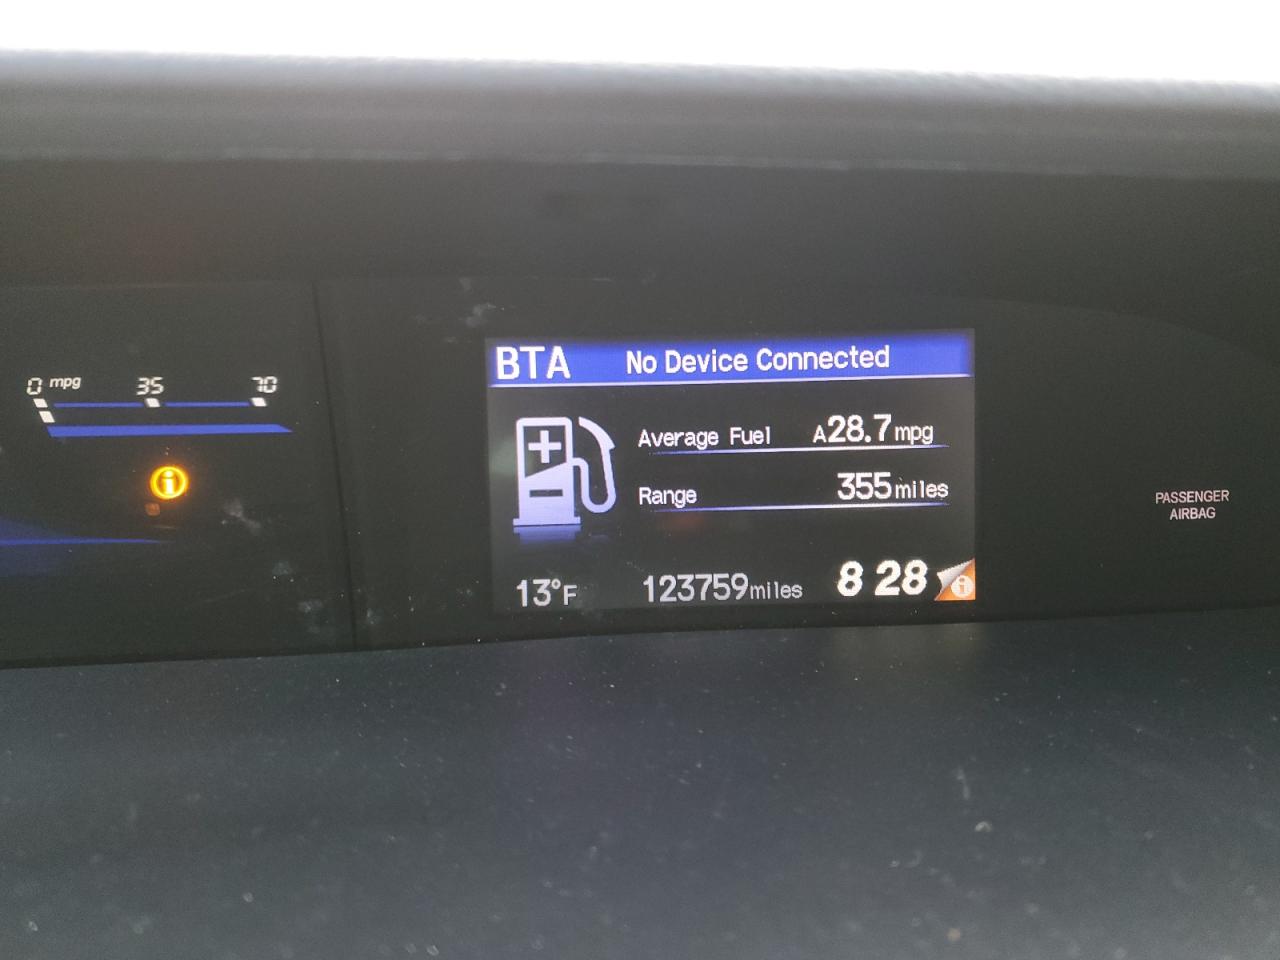 0 mpg 35 70
BTA No Device Connected
Average Fuel A28.7mpg
Range 355miles
13°F 123759miles 8 28
PASSENGER
AIRBAG